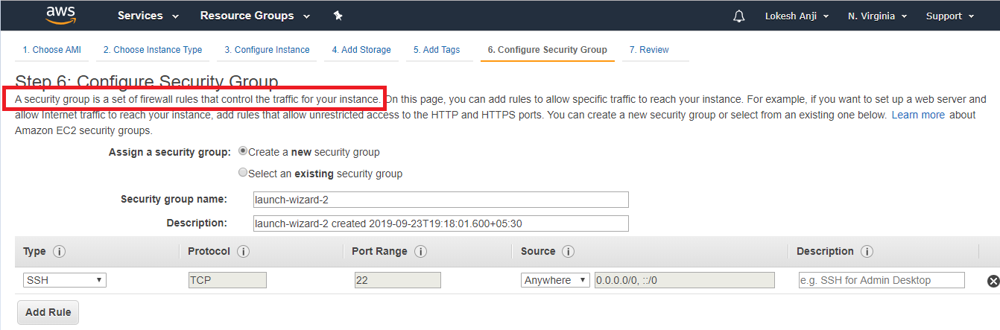 aws Services Resource Groups Lokesh Anji N. Virginia Support
1. Choose AMI 2. Choose Instance Type 3. Configure Instance 4. Add Storage 5. Add Tags 6. Configure Security Group 7. Review
Step 6: Configure Security Group
A security group is a set of firewall rules that control the traffic for your instance. On this page, you can add rules to allow specific traffic to reach your instance. For example, if you want to set up a web server and
allow Internet traffic to reach your instance, add rules that allow unrestricted access to the HTTP and HTTPS ports. You can create a new security group or select from an existing one below. Learn more about
Amazon EC2 security groups.
Assign a security group: Create a new security group
Select an existing security group
Security group name: launch-wizard-2
Description: launch-wizard-2 created 2019-09-23T19:18:01.600+05:30
Type i Protocol i Port Range i Source i Description i
SSH TCP 22 Anywhere 0.0.0.0/0, ::/0 e.g. SSH for Admin Desktop
Add Rule